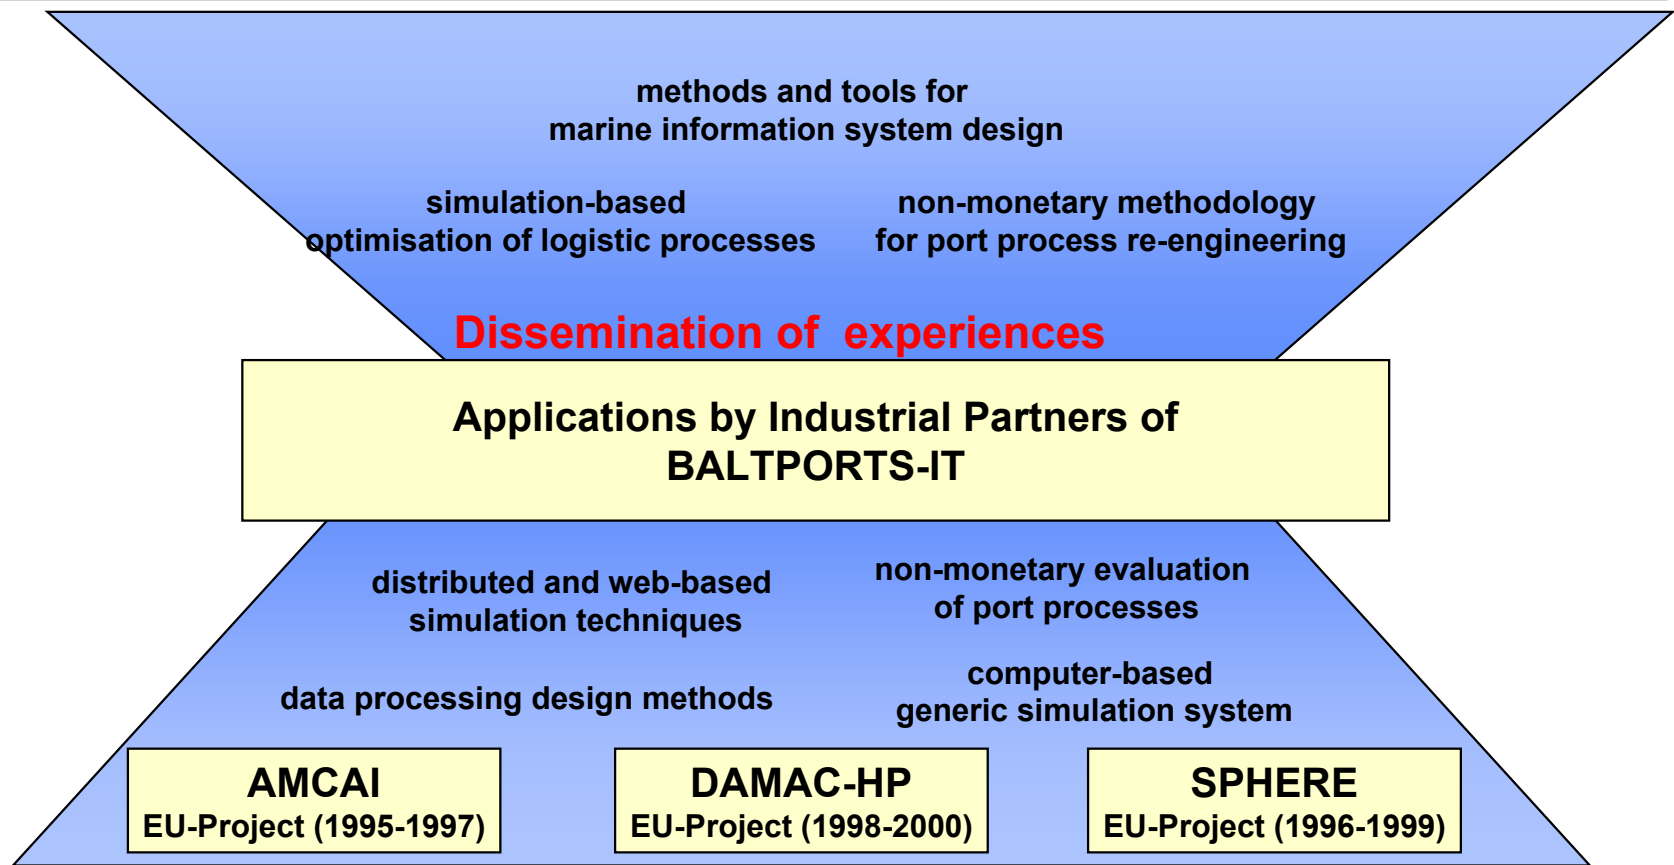 methods and tools for
marine information system design
simulation-based
optimisation of logistic processes
non-monetary methodology
for port process re-engineering
Dissemination of  experiences
Applications by Industrial Partners of
BALTPORTS-IT
distributed and web-based
simulation techniques
non-monetary evaluation
of port processes
data processing design methods
computer-based
generic simulation system
AMCAI
EU-Project (1995-1997)
DAMAC-HP
EU-Project (1998-2000)
SPHERE
EU-Project (1996-1999)